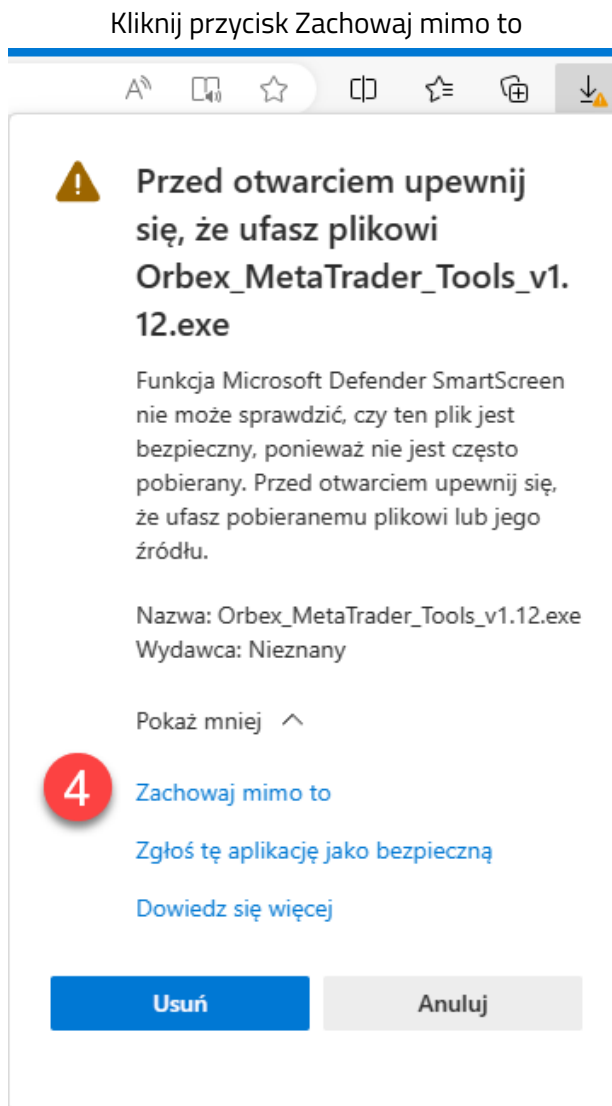 Kliknij przycisk Zachowaj mimo to
Przed otwarciem upewnij
się, że ufasz plikowi
Orbex_MetaTrader_Tools_v1.
12.exe
Funkcja Microsoft Defender SmartScreen
nie może sprawdzić, czy ten plik jest
bezpieczny, ponieważ nie jest często
pobierany. Przed otwarciem upewnij się,
że ufasz pobieranemu plikowi lub jego
źródłu.
Nazwa: Orbex_MetaTrader_Tools_v1.12.exe
Wydawca: Nieznany
Pokaż mniej
4
Zachowaj mimo to
Zgłoś tę aplikację jako bezpieczną
Dowiedz się więcej
Usuń
Anuluj